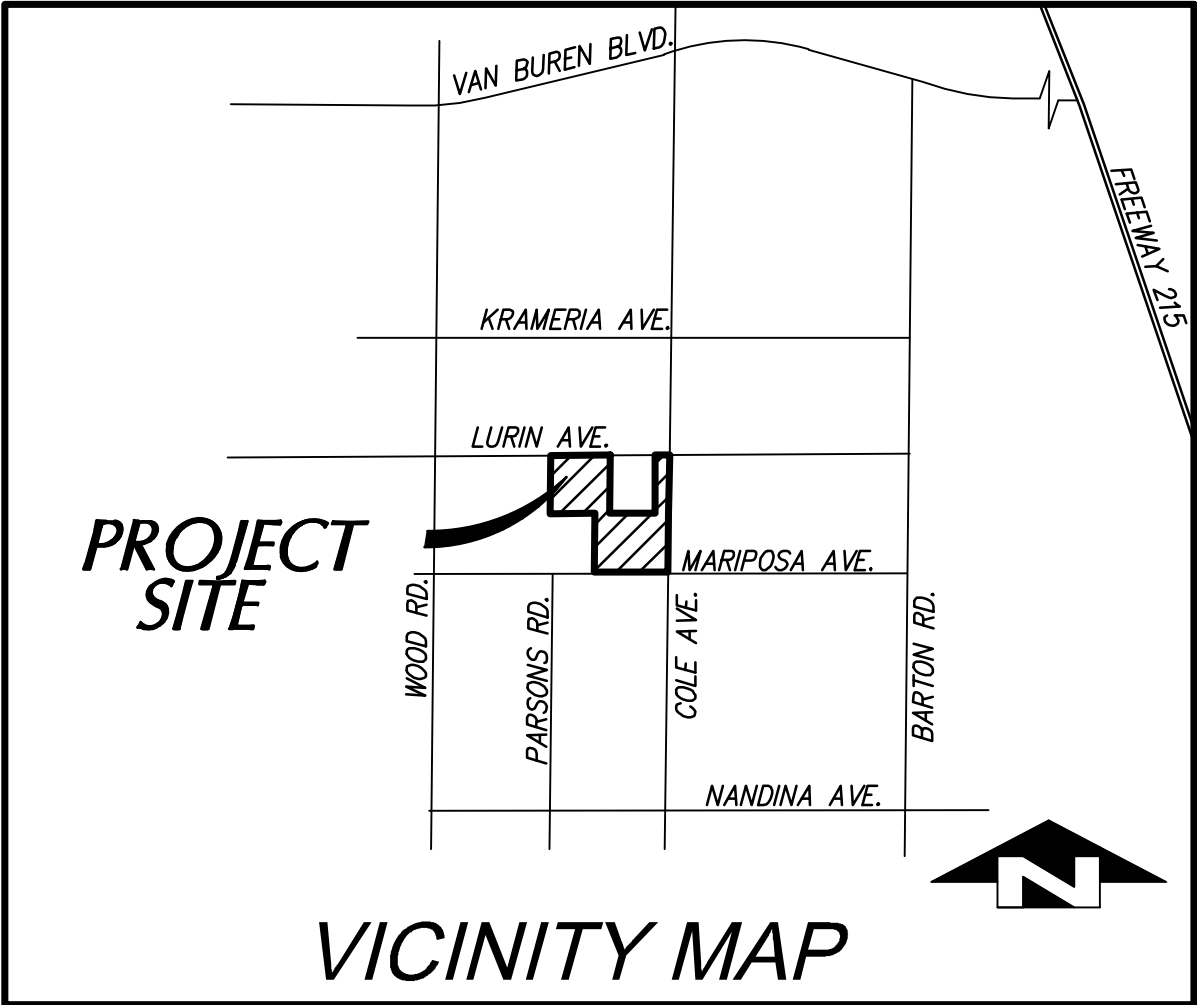 VAN BUREN BLVD.
FREEWAY 215
KRAMERIA AVE.
LURIN AVE.
PROJECT
SITE
MARIPOSA AVE.
WOOD RD.
PARSONS RD.
COLE AVE.
BARTON RD.
NANDINA AVE.
N
VICINITY MAP